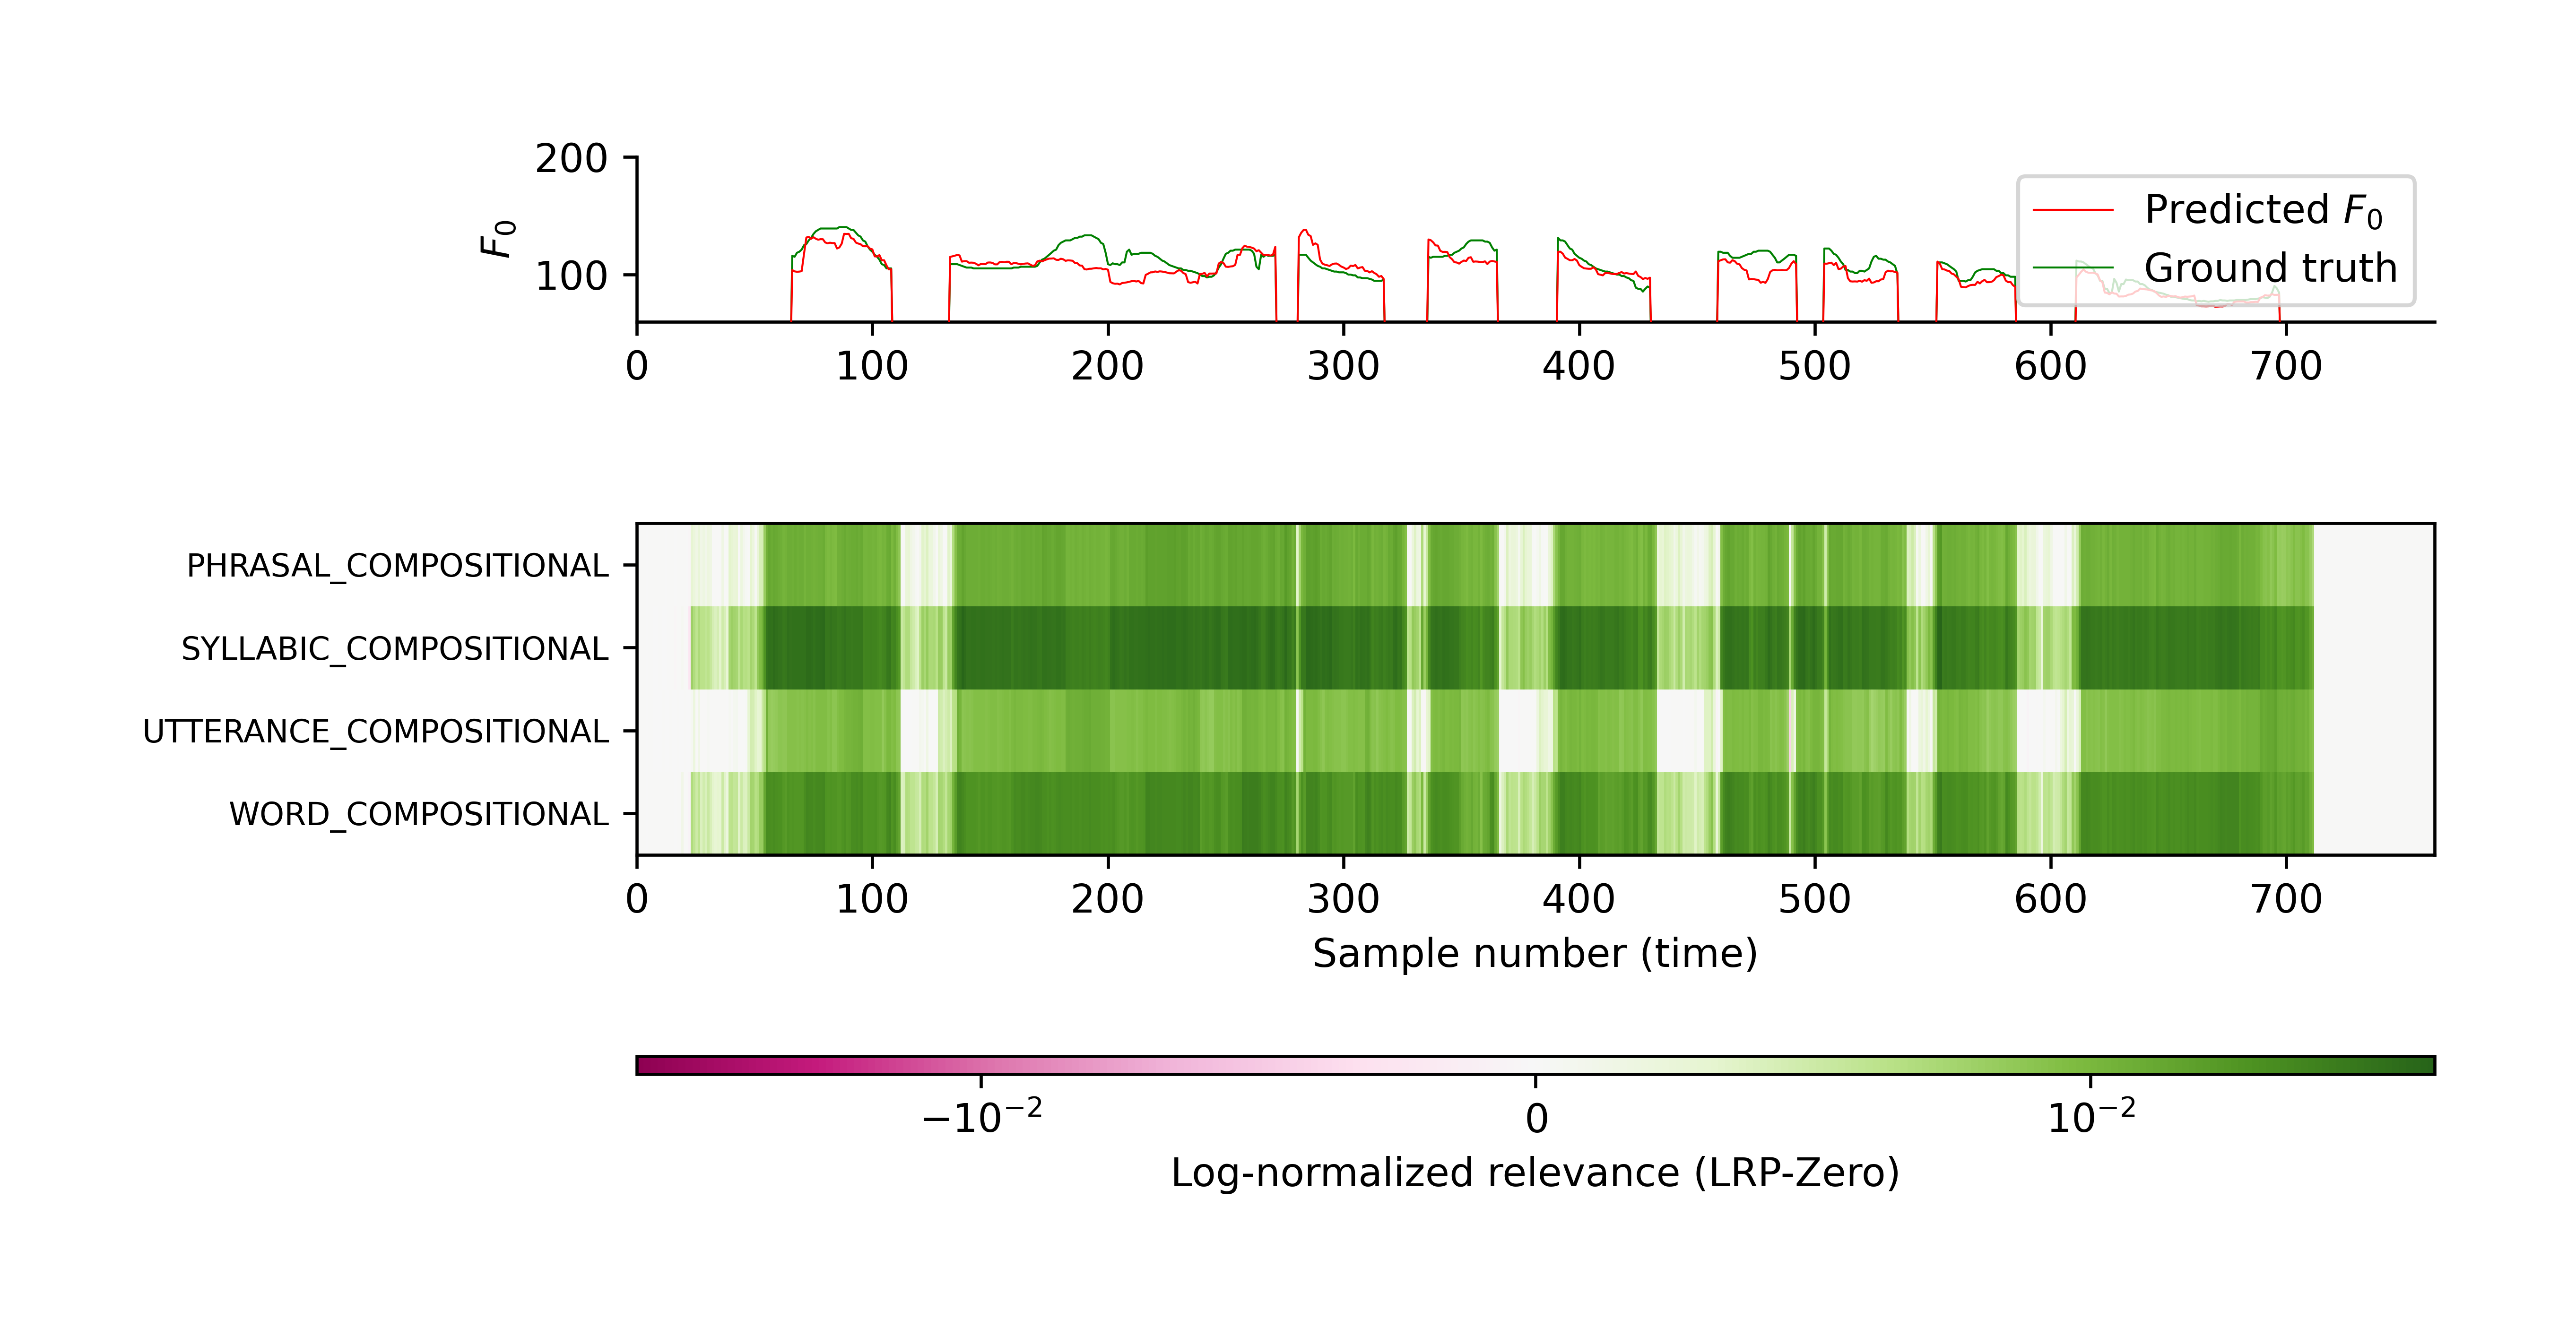 200
100
F0
Predicted F0
Ground truth
0 100 200 300 400 500 600 700
PHRASAL_COMPOSITIONAL
SYLLABIC_COMPOSITIONAL
UTTERANCE_COMPOSITIONAL
WORD_COMPOSITIONAL
0 100 200 300 400 500 600 700
Sample number (time)
−10⁻² 0 10⁻²
Log-normalized relevance (LRP-Zero)